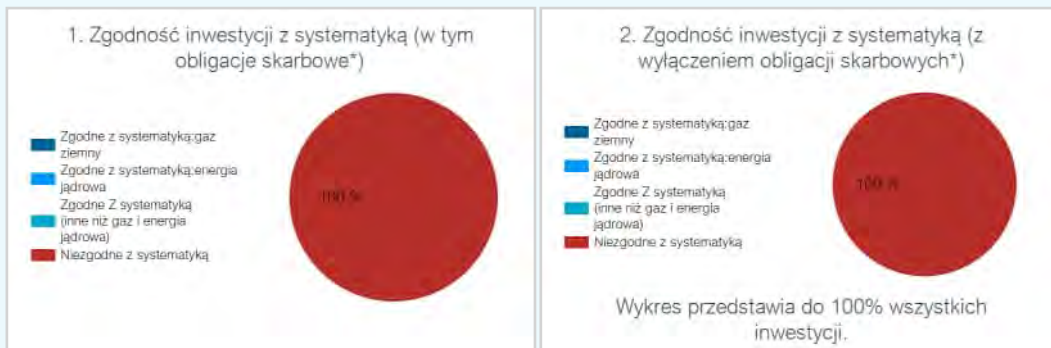 1. Zgodność inwestycji z systematyką (w tym
obligacje skarbowe*)
Zgodne z systematyką:gaz
ziemny
Zgodne z systematyką:energia
jądrowa
Zgodne Z Systematyką
(inne niż gaz i energia
jądrowa)
Niezgodne z systematyką
100 %
2. Zgodność inwestycji z systematyką (z
wyłączeniem obligacji skarbowych*)
Zgodne z systematyką:gaz
ziemny
Zgodne z systematyką:energia
jądrowa
Zgodne Z Systematyką
(inne niż gaz i energia
jądrowa)
Niezgodne z systematyką
100 %
Wykres przedstawia do 100% wszystkich
inwestycji.